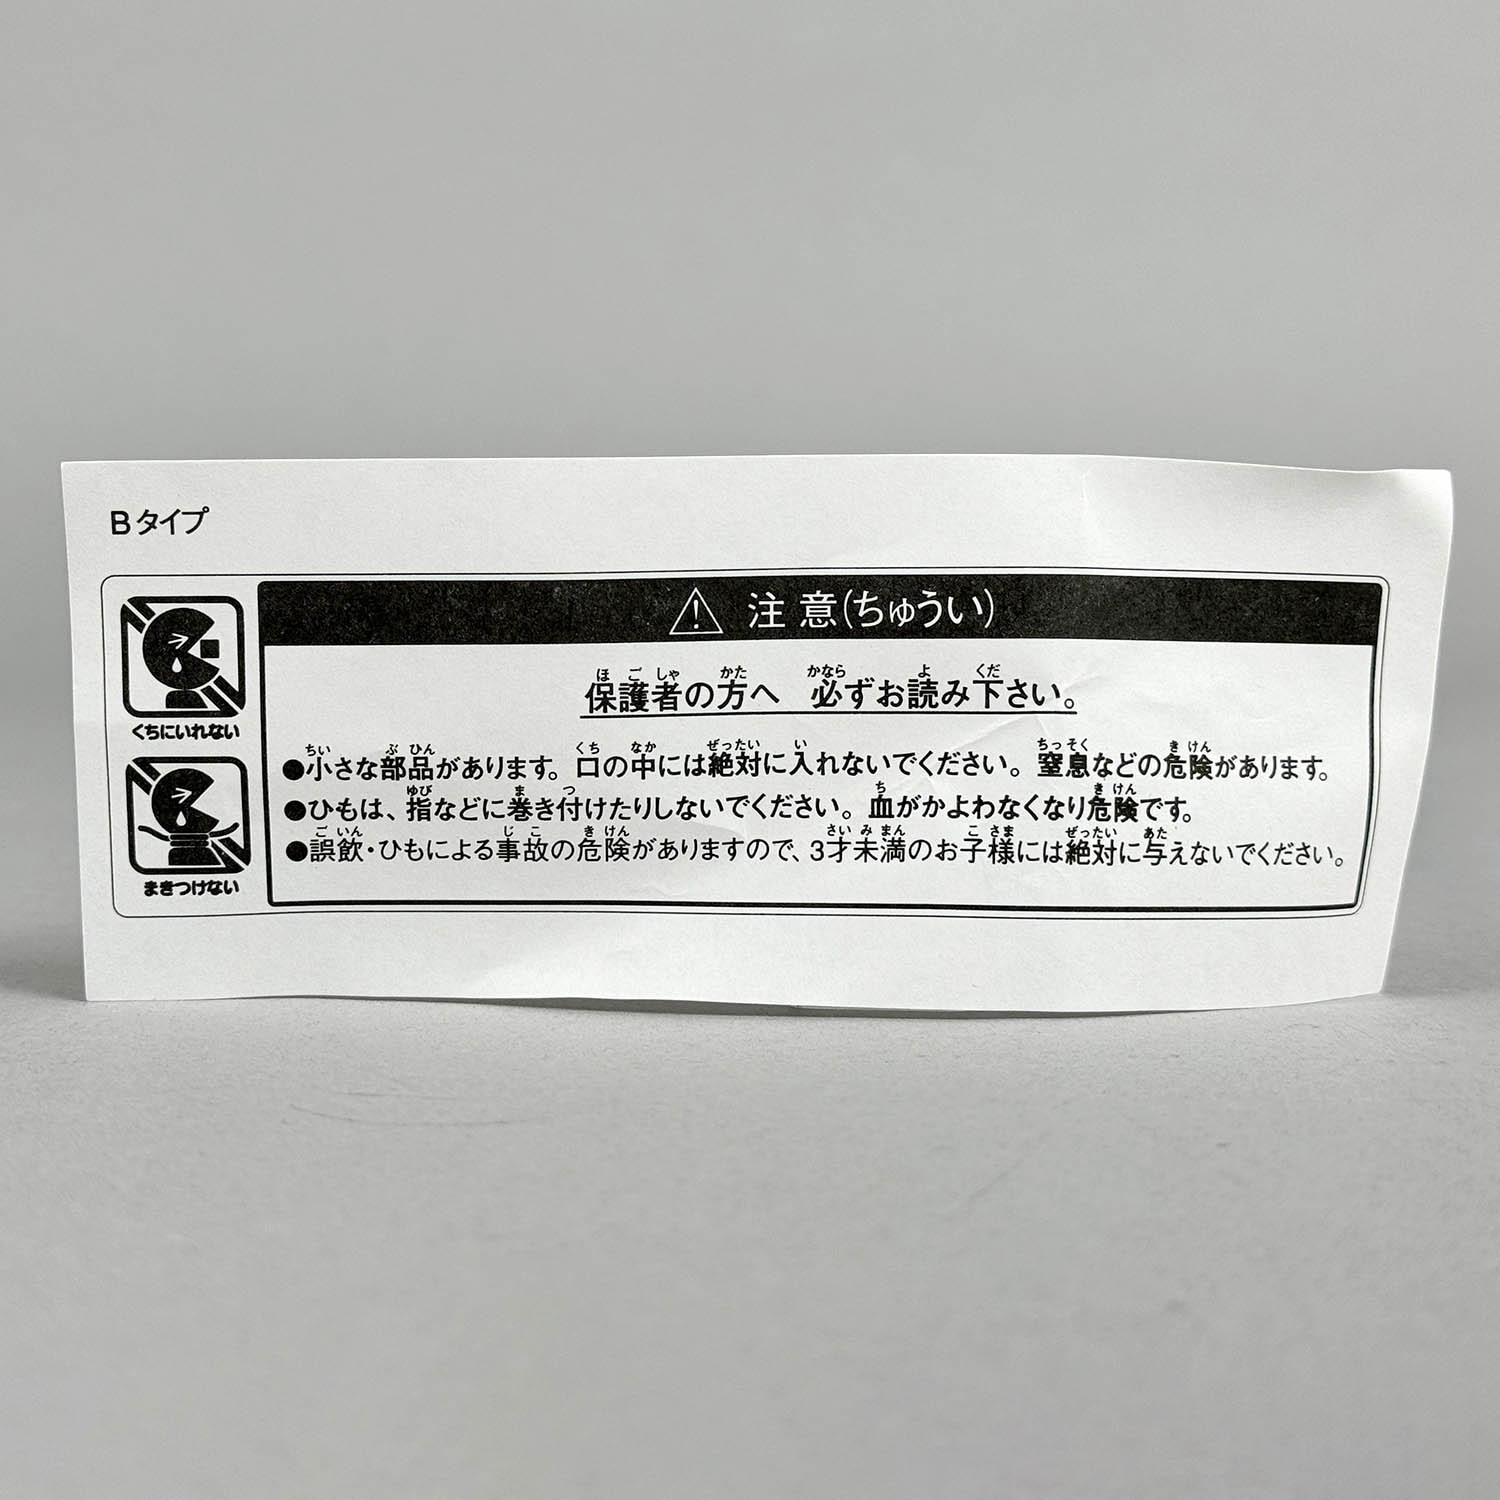 Bタイプ
注意(ちゅうい)
保護者の方へ 必ずお読み下さい。
くちにいれない
●小さな部品があります。口の中には絶対に入れないでください。窒息などの危険があります。
●ひもは、指などに巻き付けたりしないでください。血がかよわなくなり危険です。
●誤飲・ひもによる事故の危険がありますので、3才未満のお子様には絶対に与えないでください。
まきつけない